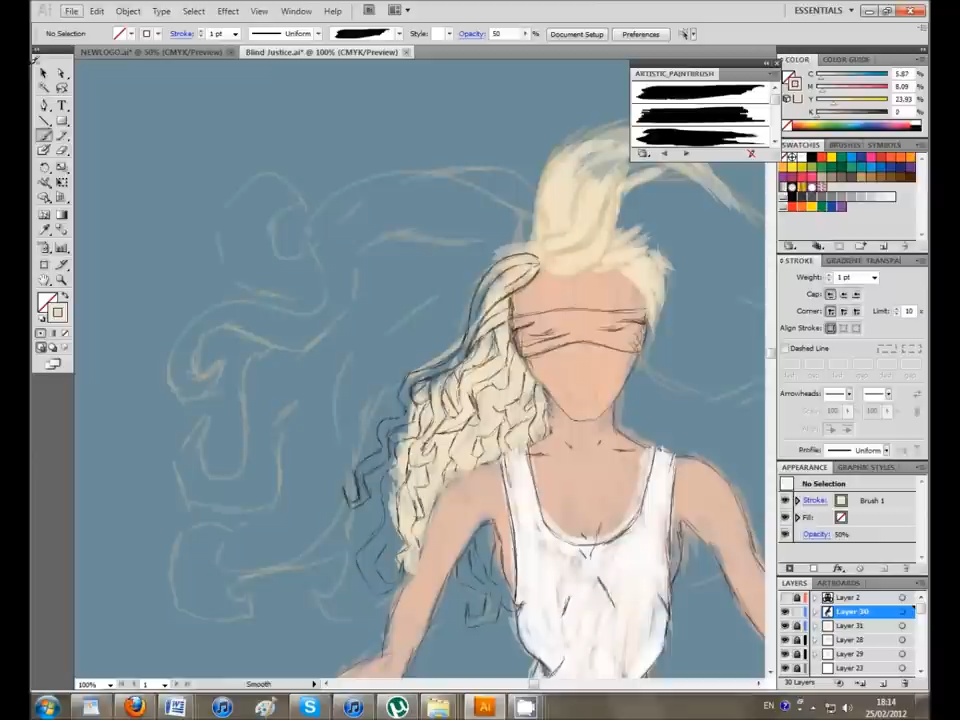 Ai File Edit Object Type Select Effect View Window Help Br ESSENTIALS
No Selection Stroke: 1 pt Uniform Style: Opacity: 50 % Document Setup Preferences
NEWLOGO.ai* @ 50% (CMYK/Preview) Blind Justice.ai* @ 100% (CMYK/Preview)
ARTISTIC_PAINTBRUSH
COLOR COLOR GUIDE
C 5.87 %
M 8.09 %
Y 23.93 %
K 0 %
SWATCHES BRUSHES SYMBOLS
STROKE GRADIENT TRANSPAI
Weight: 1 pt
Cap:
Corner: Limit: 10
Align Stroke:
Dashed Line
Arrowheads:
100 % 100 %
Profile: Uniform
APPEARANCE GRAPHIC STYLES
No Selection
Stroke: Brush 1
Fill:
Opacity: 50%
LAYERS ARTBOARDS
Layer 2
Layer 30
Layer 31
Layer 28
Layer 29
Layer 23
30 Layers
100% 1 Smooth
EN 18:14
25/02/2012